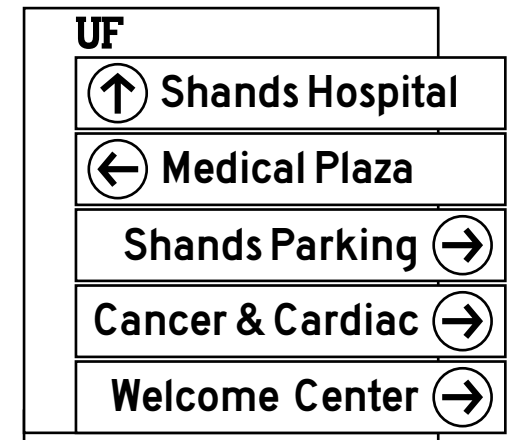 UF
Shands Hospital
Medical Plaza
Shands Parking
Cancer & Cardiac
Welcome Center